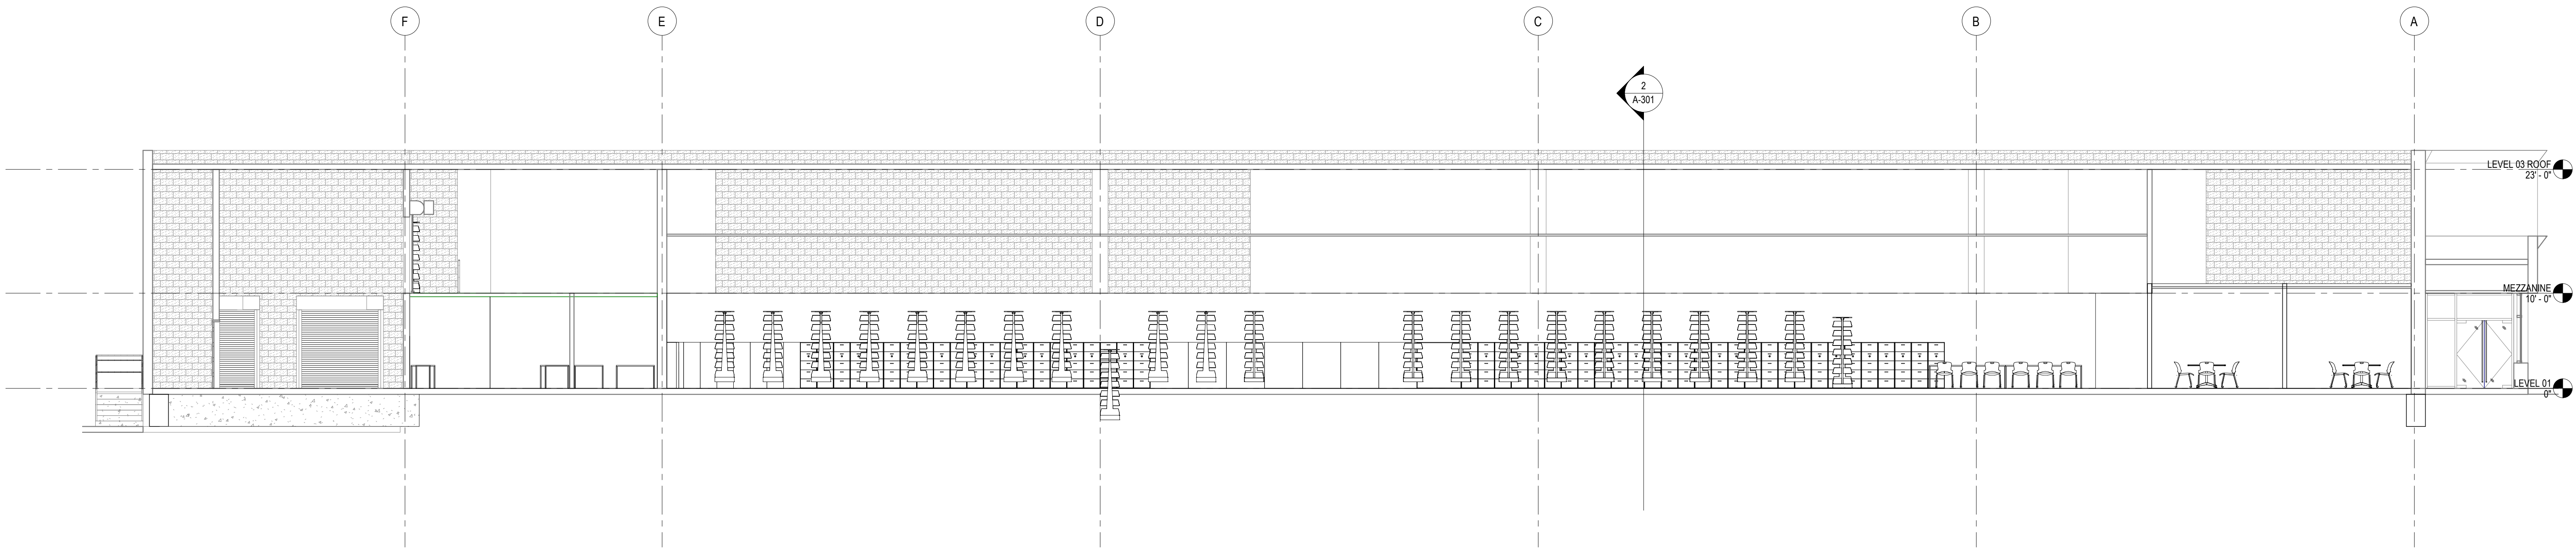 F
E
D
C
B
A
2
A-301
LEVEL 03 ROOF
23' - 0"
MEZZANINE
10' - 0"
LEVEL 01
0"